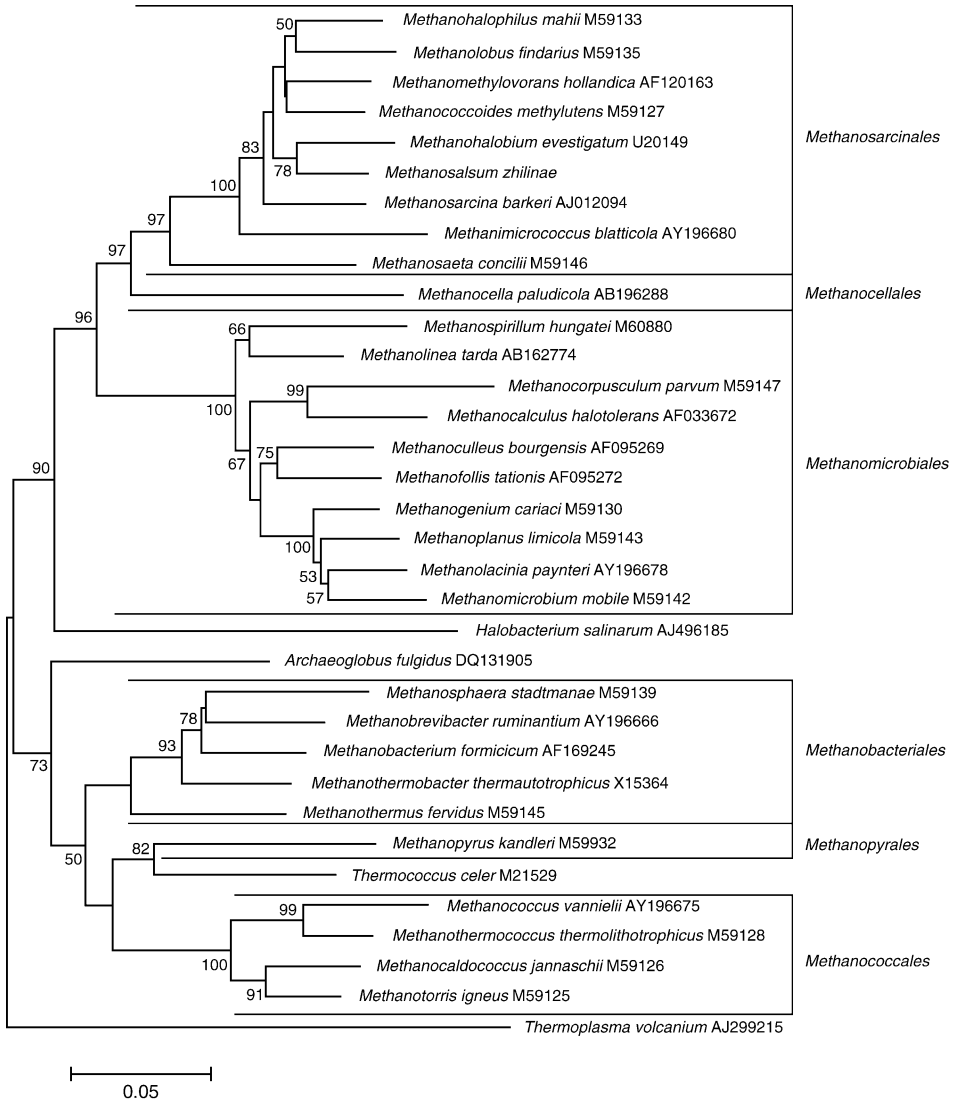 50
Methanohalophilus mahii M59133
Methanolobus findarius M59135
Methanomethylovorans hollandica AF120163
Methanococcoides methylutens M59127
Methanosarcinales
Methanohalobium evestigatum U20149
83
78
Methanosalsum zhilinae
100
Methanosarcina barkeri AJ012094
97
Methanimicrococcus blatticola AY196680
97
Methanosaeta concilii M59146
Methanocella paludicola AB196288
Methanocellales
96
66
Methanospirillum hungatei M60880
Methanolinea tarda AB162774
99
Methanocorpusculum parvum M59147
100
Methanocalculus halotolerans AF033672
Methanoculleus bourgensis AF095269
75
67
Methanomicrobiales
90
Methanofollis tationis AF095272
Methanogenium cariaci M59130
100
Methanoplanus limicola M59143
Methanolacinia paynteri AY196678
53
57
Methanomicrobium mobile M59142
Halobacterium salinarum AJ496185
Archaeoglobus fulgidus DQ131905
Methanosphaera stadtmanae M59139
78
Methanobrevibacter ruminantium AY196666
93
Methanobacterium formicicum AF169245
Methanobacteriales
73
Methanothermobacter thermautotrophicus X15364
Methanothermus fervidus M59145
82
Methanopyrus kandleri M59932
Methanopyrales
50
Thermococcus celer M21529
99
Methanococcus vannielii AY196675
Methanothermococcus thermolithotrophicus M59128
100
Methanocaldococcus jannaschii M59126
Methanococcales
91
Methanotorris igneus M59125
Thermoplasma volcanium AJ299215
0.05